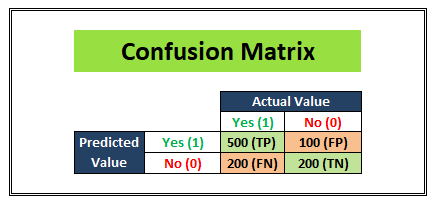 Confusion Matrix
Actual Value
Yes (1) No (0)
Predicted Value Yes (1) 500 (TP) 100 (FP)
No (0) 200 (FN) 200 (TN)